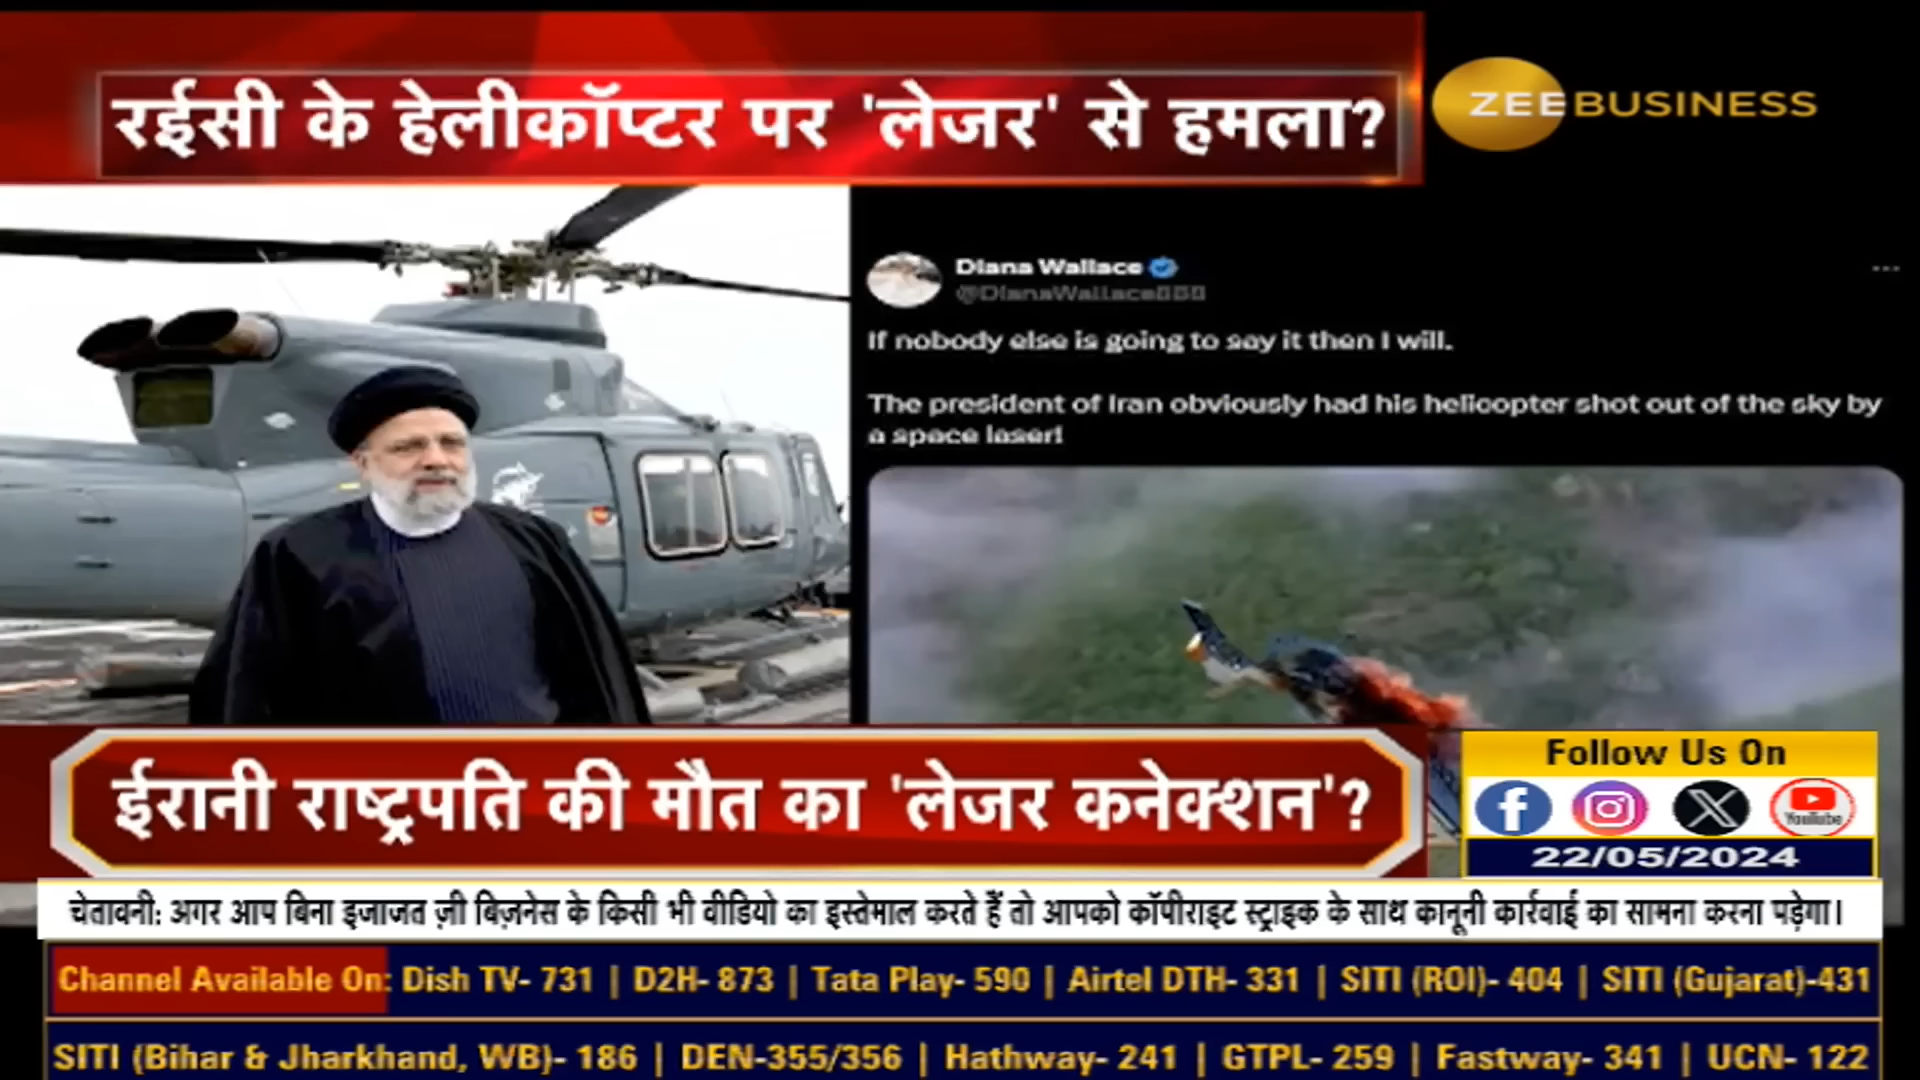 रईसी के हेलीकॉप्टर पर 'लेजर' से हमला?
ZEE BUSINESS
Diana Wallace
If nobody else is going to say it then I will.
The president of Iran obviously had his helicopter shot out of the sky by
a space laser!
ईरानी राष्ट्रपति की मौत का 'लेजर कनेक्शन'?
Follow Us On
YouTube
22/05/2024
चेतावनी: अगर आप बिना इजाजत ज़ी बिज़नेस के किसी भी वीडियो का इस्तेमाल करते हैं तो आपको कॉपीराइट स्ट्राइक के साथ कानूनी कार्रवाई का सामना करना पड़ेगा।
Channel Available On: Dish TV- 731 | D2H- 873 | Tata Play- 590 | Airtel DTH- 331 | SITI (ROI)- 404 | SITI (Gujarat)-431
SITI (Bihar & Jharkhand, WB)- 186 | DEN-355/356 | Hathway- 241 | GTPL- 259 | Fastway- 341 | UCN- 122